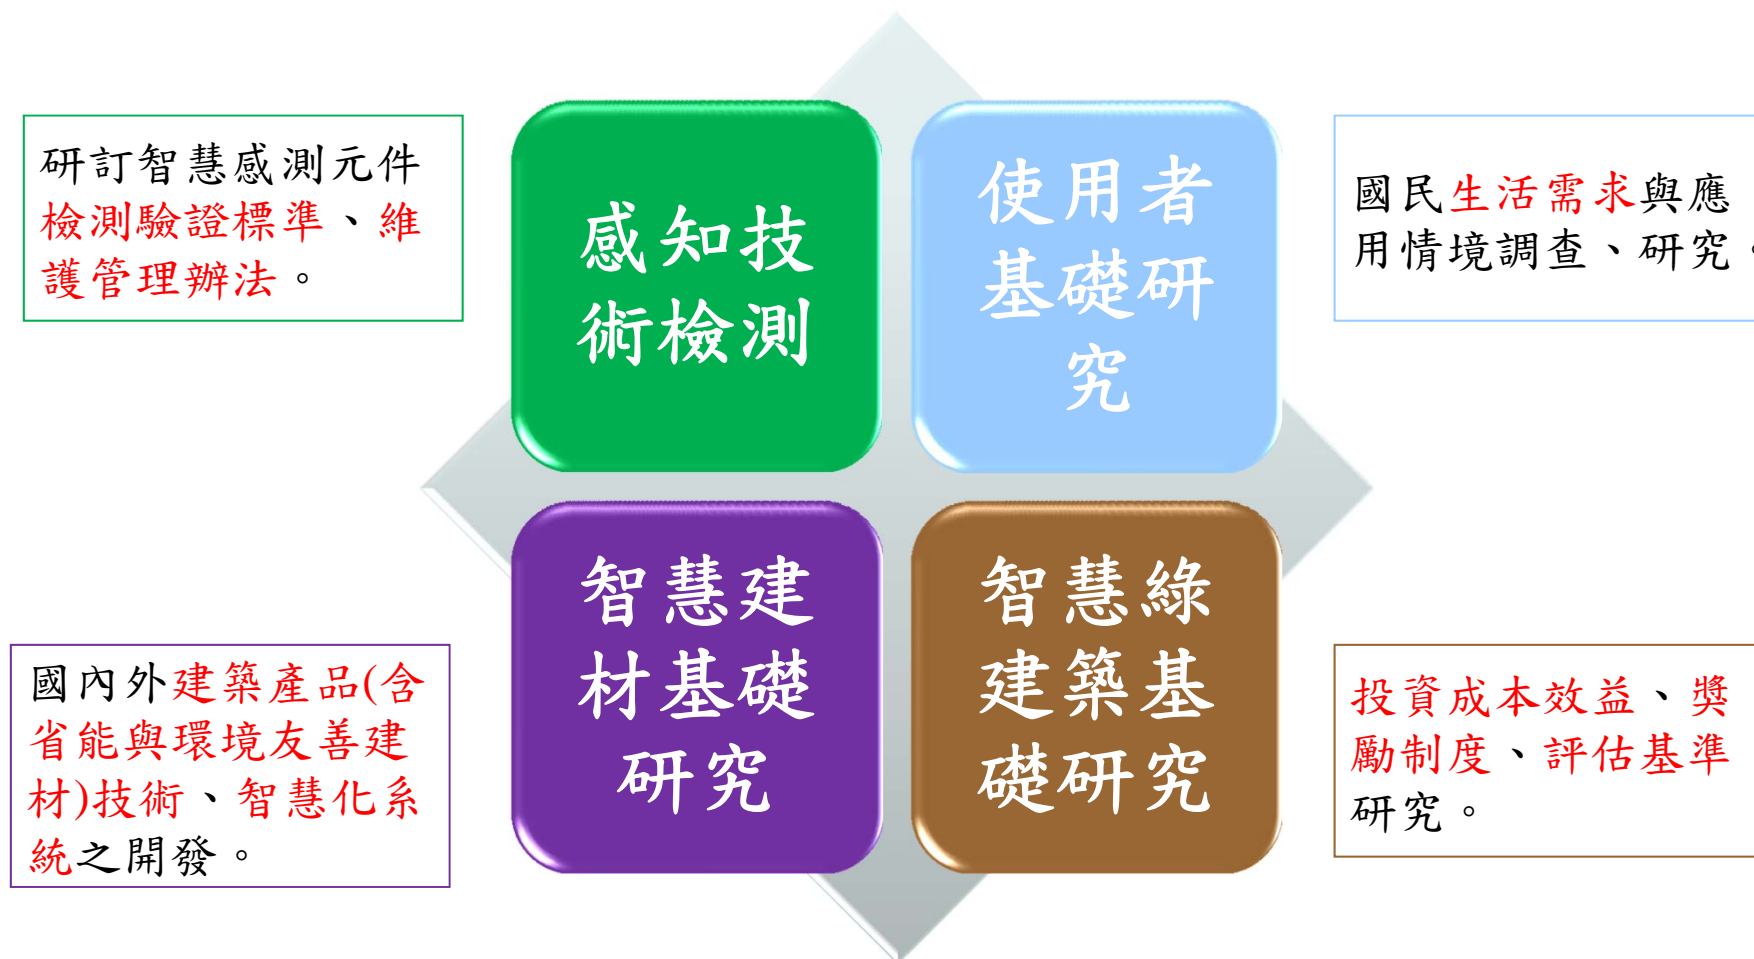 研訂智慧感測元件
檢測驗證標準、維
護管理辦法。
感知技
術檢測
使用者
基礎研
究
國民生活需求與應
用情境調查、研究。
國內外建築產品(含
省能與環境友善建
材)技術、智慧化系
統之開發。
智慧建
材基礎
研究
智慧綠
建築基
礎研究
投資成本效益、獎
勵制度、評估基準
研究。